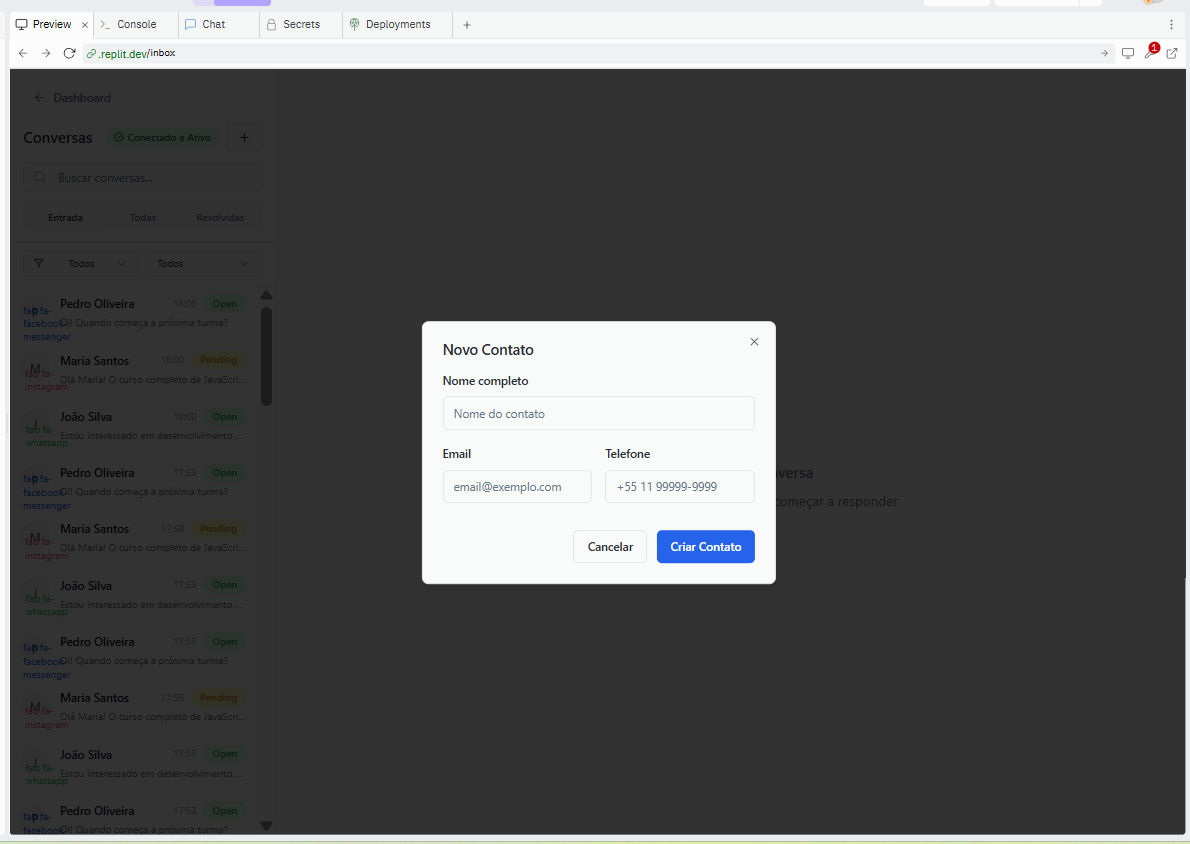 Preview
Console
Chat
Secrets
Deployments
.replit.dev/inbox
1
Dashboard
Conversas
Conectado e Ativo
Buscar conversas...
Entrada
Todas
Resolvidas
Todos
Todos
Pedro Oliveira
18:00
Open
Oi! Quando começa a próxima turma?
facebook-
messenger
Maria Santos
18:00
Pending
Olá Maria! O curso completo de JavaScri...
M
fab fa-
instagram
João Silva
18:00
Open
Estou interessado em desenvolvimento ...
J
fab fa-
whatsapp
Pedro Oliveira
17:58
Open
Oi! Quando começa a próxima turma?
facebook-
messenger
Maria Santos
17:58
Pending
Olá Maria! O curso completo de JavaScri...
M
fab fa-
instagram
João Silva
17:58
Open
Estou interessado em desenvolvimento ...
J
fab fa-
whatsapp
Pedro Oliveira
17:55
Open
Oi! Quando começa a próxima turma?
facebook-
messenger
Maria Santos
17:55
Pending
Olá Maria! O curso completo de JavaScri...
M
fab fa-
instagram
João Silva
17:55
Open
Estou interessado em desenvolvimento ...
J
fab fa-
whatsapp
Pedro Oliveira
17:53
Open
Oi! Quando começa a próxima turma?
facebook-
versa
começar a responder
Novo Contato
Nome completo
Nome do contato
Email
Telefone
email@exemplo.com
+55 11 99999-9999
Cancelar
Criar Contato